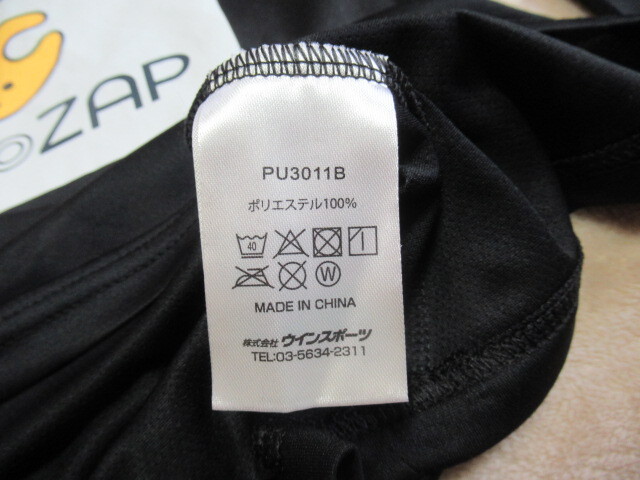 ZAP
PU3011B
ポリエステル100%
40
W
MADE IN CHINA
株式会社 ウインスポーツ
TEL:03-5634-2311